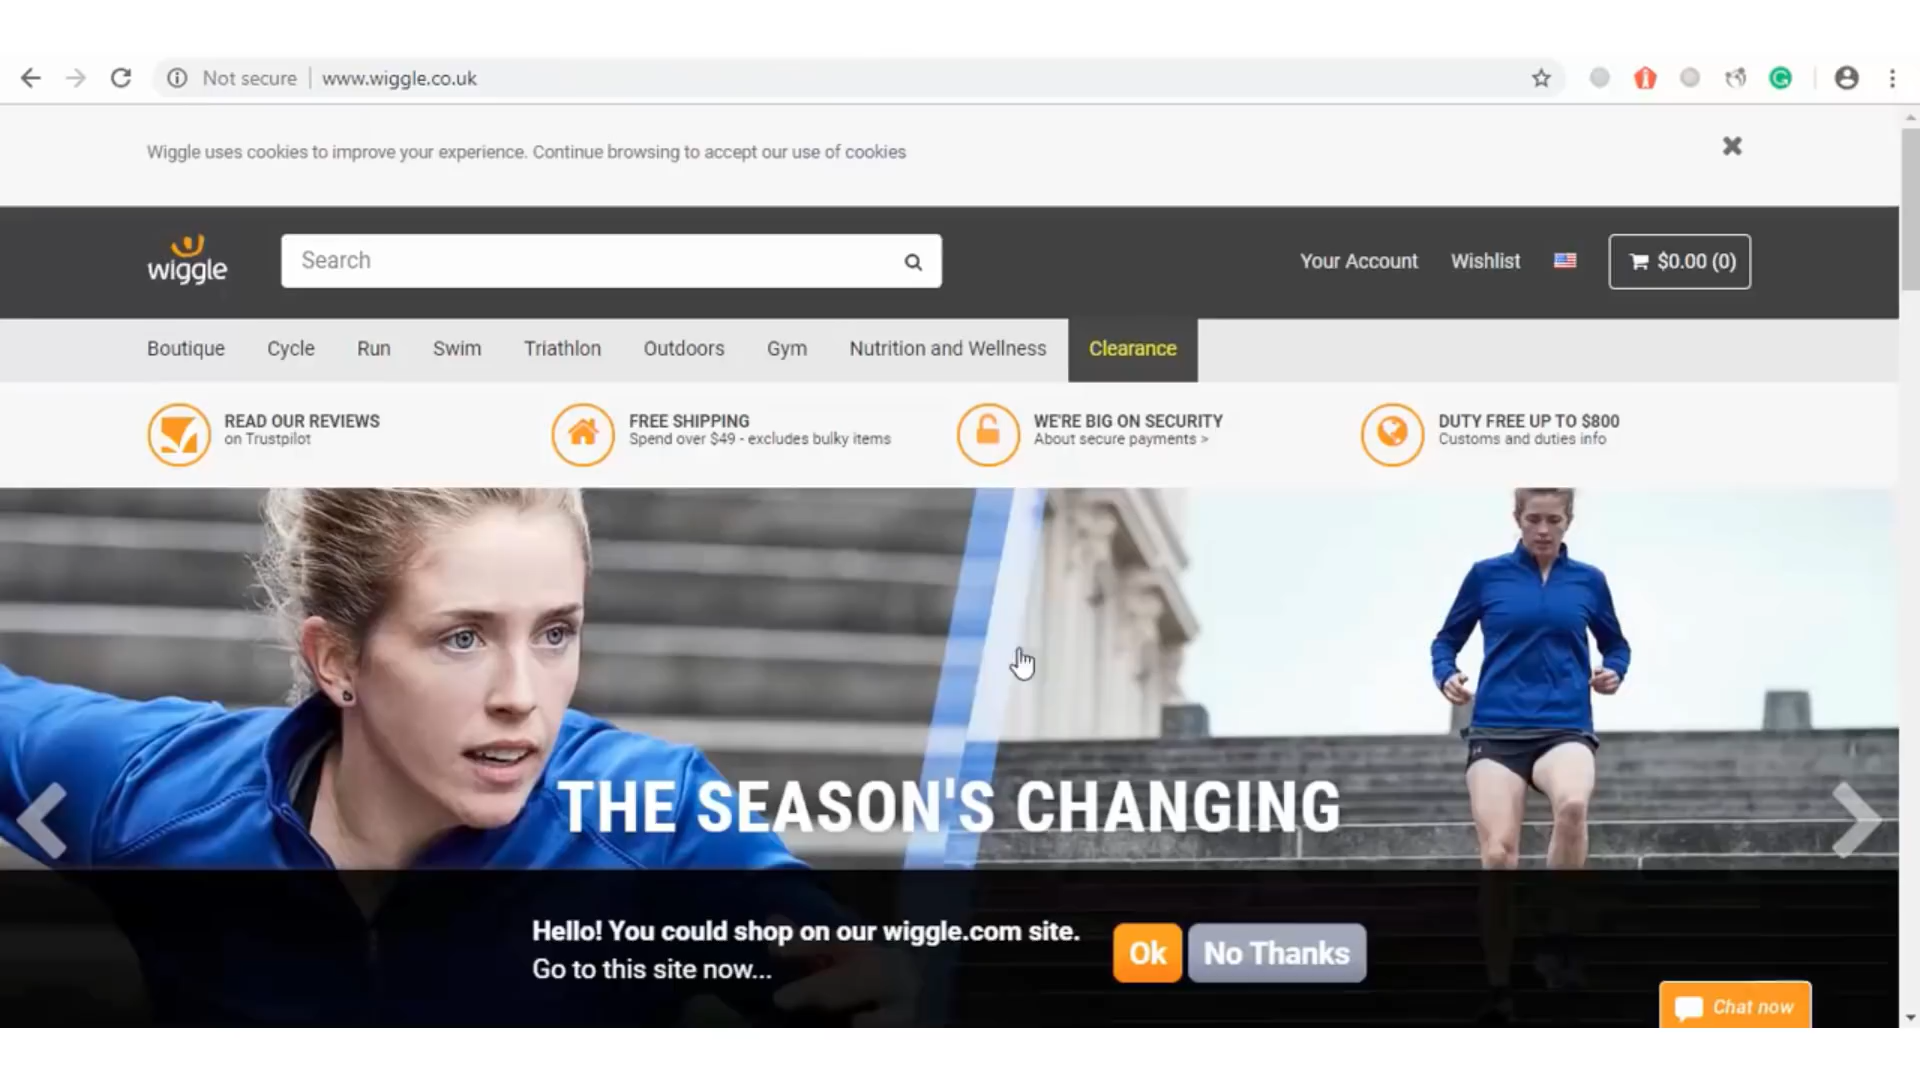 Not secure www.wiggle.co.uk
Wiggle uses cookies to improve your experience. Continue browsing to accept our use of cookies
wiggle
Search
Your Account Wishlist $0.00 (0)
Boutique Cycle Run Swim Triathlon Outdoors Gym Nutrition and Wellness Clearance
READ OUR REVIEWS
on Trustpilot
FREE SHIPPING
Spend over $49 - excludes bulky items
WE'RE BIG ON SECURITY
About secure payments >
DUTY FREE UP TO $800
Customs and duties info
THE SEASON'S CHANGING
Hello! You could shop on our wiggle.com site.
Go to this site now...
Ok No Thanks
Chat now